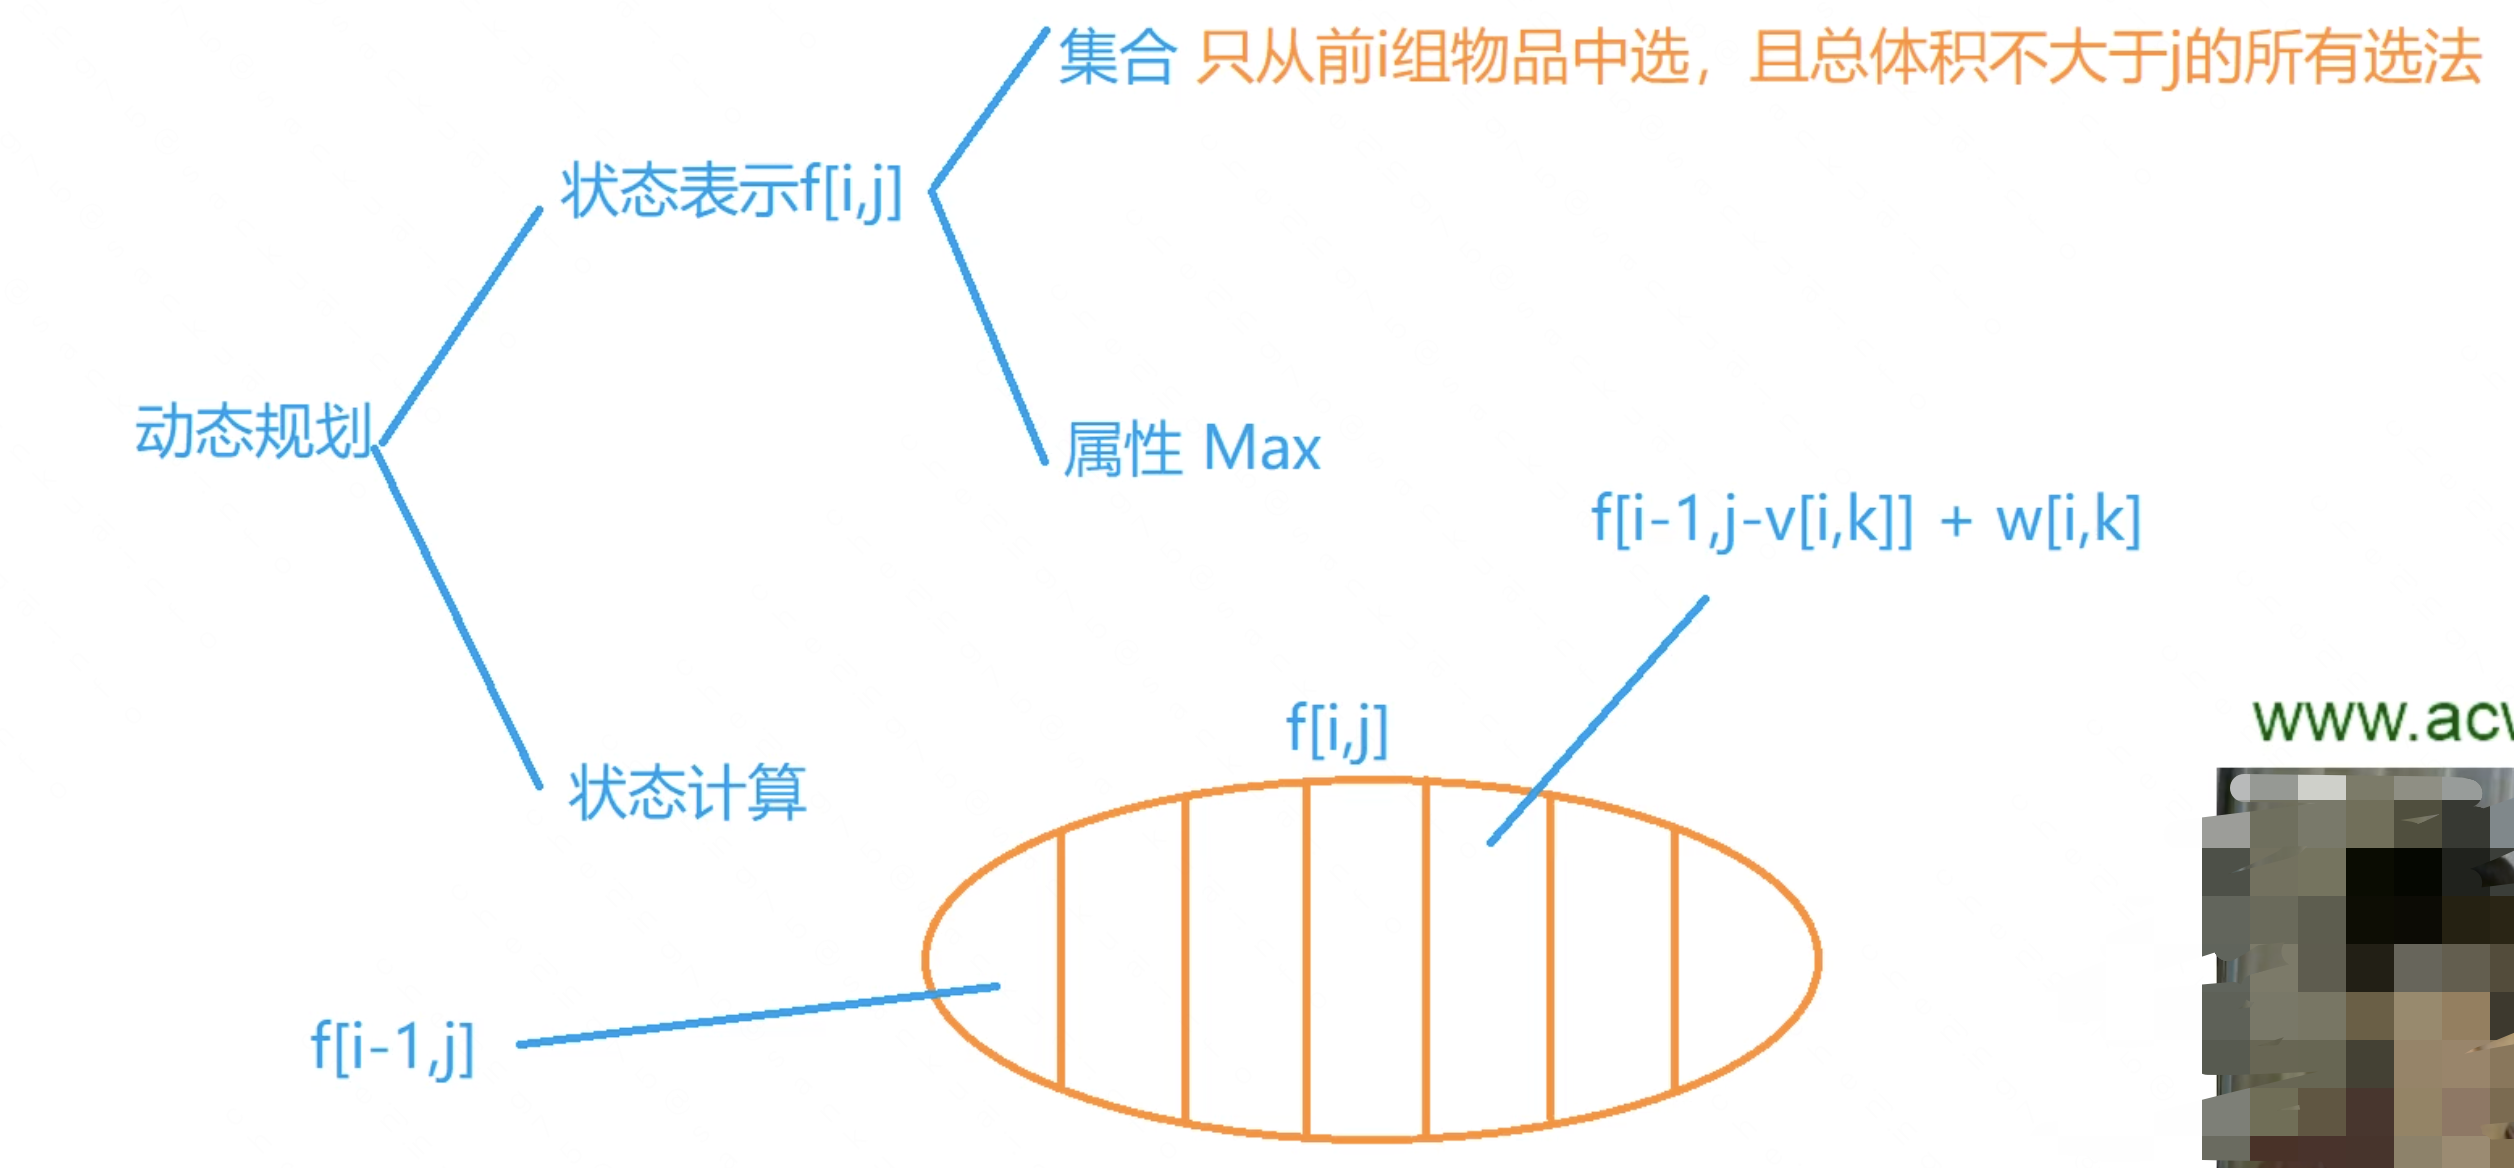 集合 只从前i组物品中选，且总体积不大于j的所有选法
状态表示f[i,j]
动态规划
属性 Max
f[i-1,j-v[i,k]] + w[i,k]
f[i,j]
www.ac
状态计算
f[i-1,j]